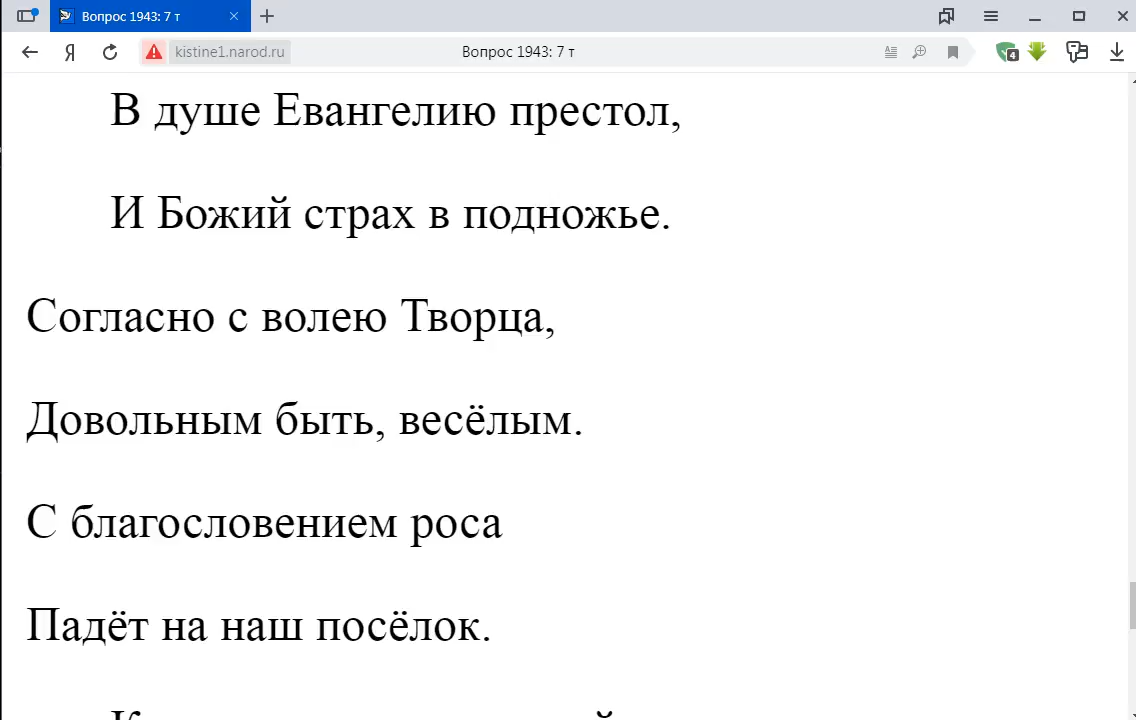 Вопрос 1943: 7 т
kistine1.narod.ru
Вопрос 1943: 7 т
4
В душе Евангелию престол,
И Божий страх в подножье.
Согласно с волею Творца,
Довольным быть, весёлым.
С благословением роса
Падёт на наш посёлок.